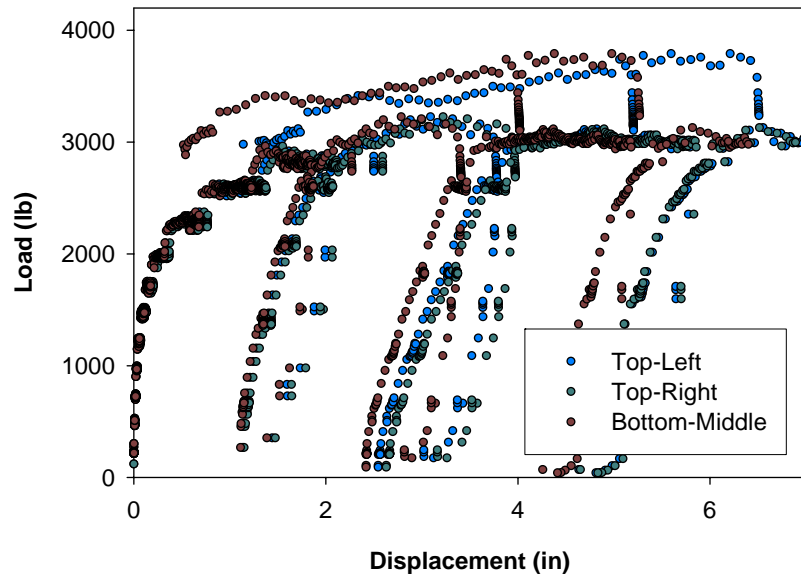 4000
3000
2000
1000
0
Load (lb)
Top-Left
Top-Right
Bottom-Middle
0 2 4 6
Displacement (in)